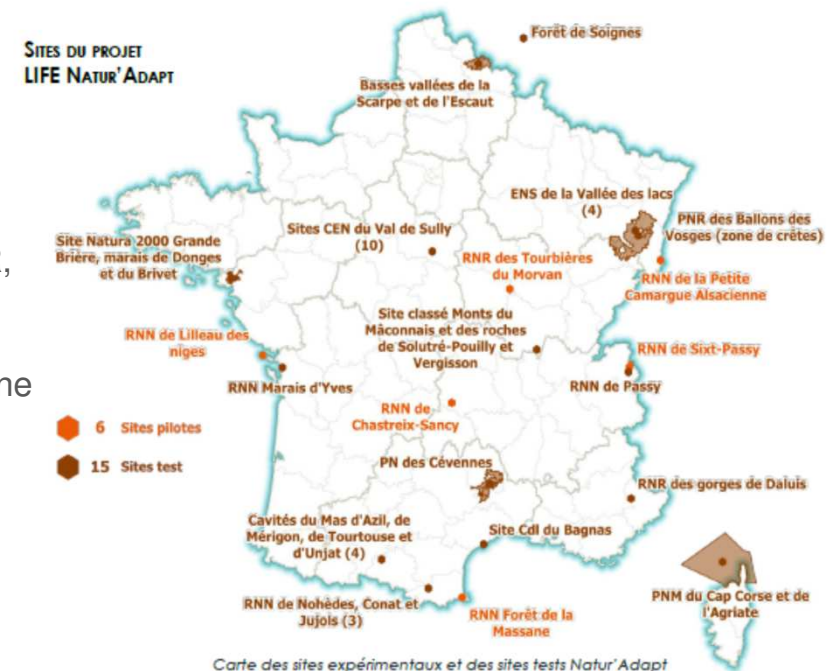 SITES DU PROJET
LIFE NATUR'ADAPT
Forêt de Soignes
Basses vallées de la
Scarpe et de l'Escaut
ENS de la Vallée des lacs
(4)
PNR des Ballons des
Vosges (zone de crêtes)
Sites CEN du Val de Sully
(10)
Site Natura 2000 Grande
Brière, marais de Donges
et du Brivet
RNR des Tourbières
du Morvan
RNN de la Petite
Camargue Alsacienne
Site classé Monts du
Mâconnais et des roches
de Solutré-Pouilly et
Vergisson
RNN de Lilleau des
niges
RNN de Sixt-Passy
RNN Marais d'Yves
RNN de Passy
ne
RNN de
Chastreix-Sancy
6 Sites pilotes
15 Sites test
PN des Cévennes
RNR des gorges de Daluis
Cavités du Mas d'Azil, de
Mérigon, de Tourtouse et
d'Unjat (4)
Site Cdl du Bagnas
RNN de Nohèdes, Conat et
Jujols (3)
RNN Forêt de la
Massane
PNM du Cap Corse et de
l'Agriate
Carte des sites expérimentaux et des sites tests Natur'Adapt